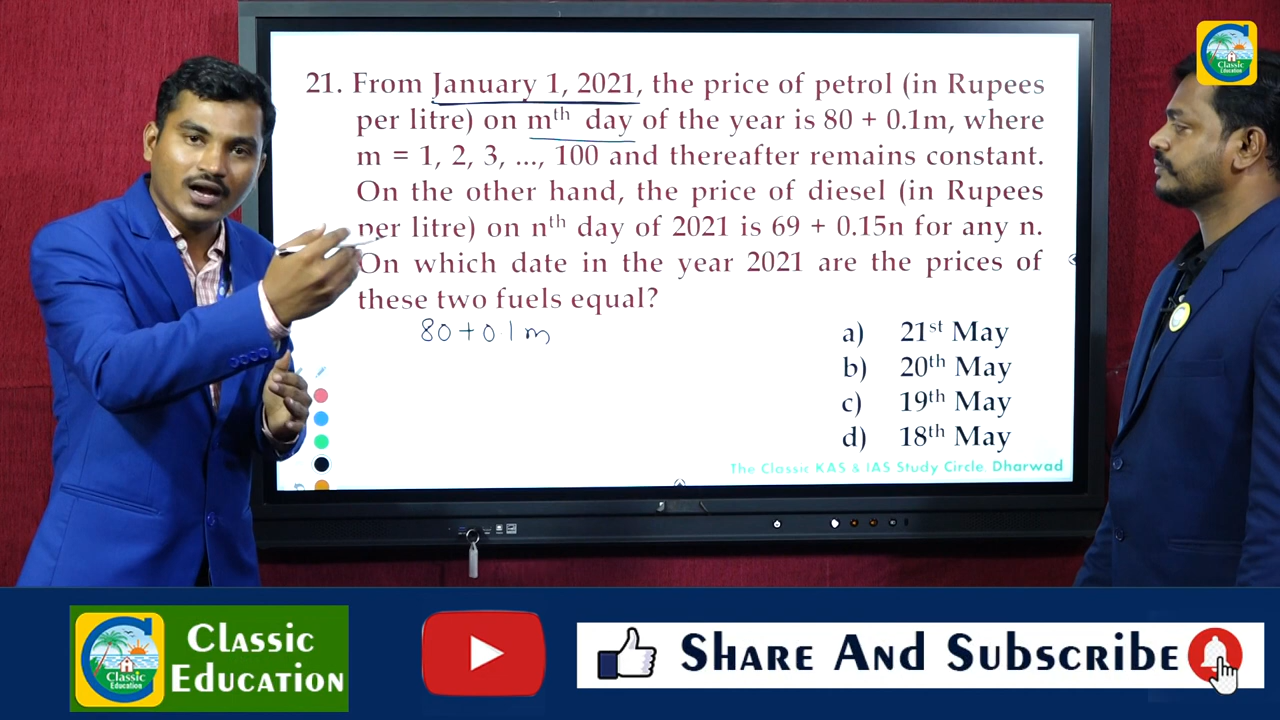 21. From January 1, 2021, the price of petrol (in Rupees
per litre) on mth day of the year is 80 + 0.1m, where
m = 1, 2, 3, ..., 100 and thereafter remains constant.
On the other hand, the price of diesel (in Rupees
per litre) on nth day of 2021 is 69 + 0.15n for any n.
On which date in the year 2021 are the prices of
these two fuels equal?
80+0.1m
a) 21st May
b) 20th May
c) 19th May
d) 18th May
The Classic KAS & IAS Study Circle, Dharwad
Classic
Education
Classic
Education
Classic
Education
Share And Subscribe